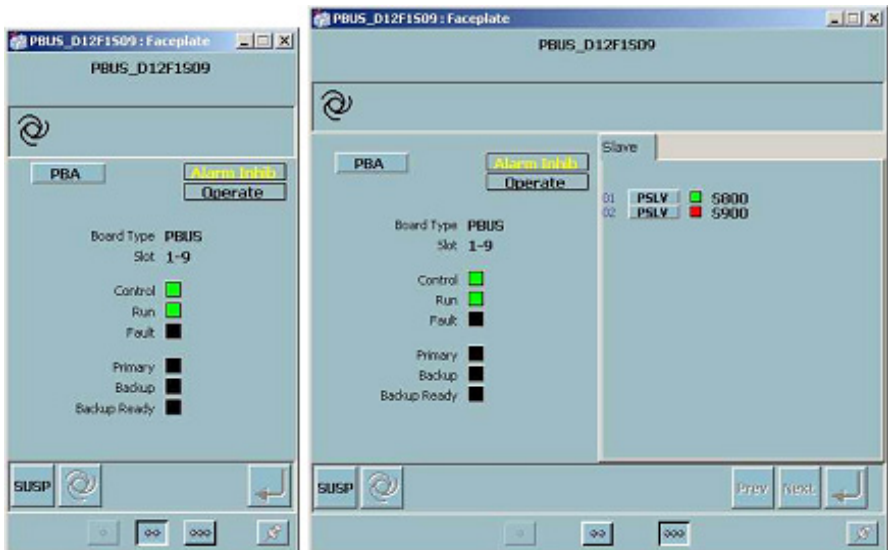 PBUS_D12F1S09 : Faceplate
PBUS_D12F1S09
PBA
Alarm Inhib
Operate
Board Type PBUS
Slot 1-9
Control
Run
Fault
Primary
Backup
Backup Ready
SUSP
PBUS_D12F1S09 : Faceplate
PBUS_D12F1S09
PBA
Alarm Inhib
Operate
Board Type PBUS
Slot 1-9
Control
Run
Fault
Primary
Backup
Backup Ready
Slave
01 PSLV S800
02 PSLV S900
SUSP
Prev Next